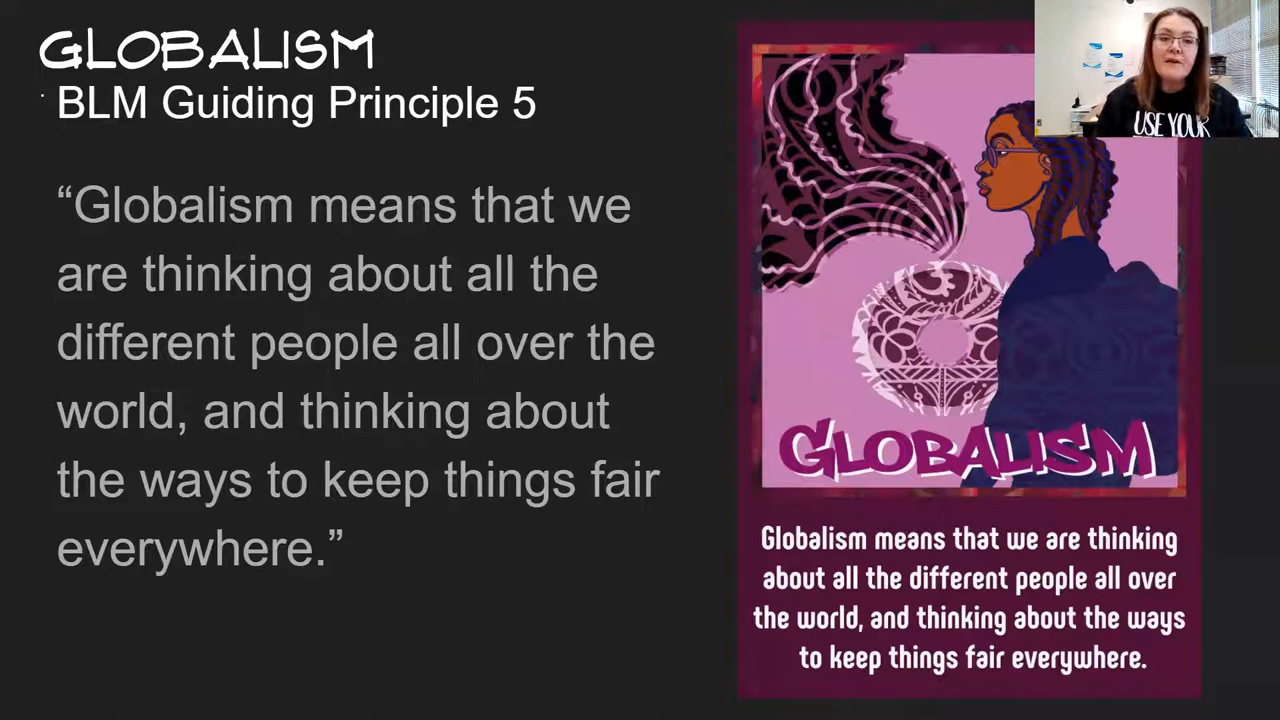 GLOBALISM
BLM Guiding Principle 5
“Globalism means that we
are thinking about all the
different people all over the
world, and thinking about
the ways to keep things fair
everywhere.”
USE YOUR
GLOBALISM
Globalism means that we are thinking
about all the different people all over
the world, and thinking about the ways
to keep things fair everywhere.